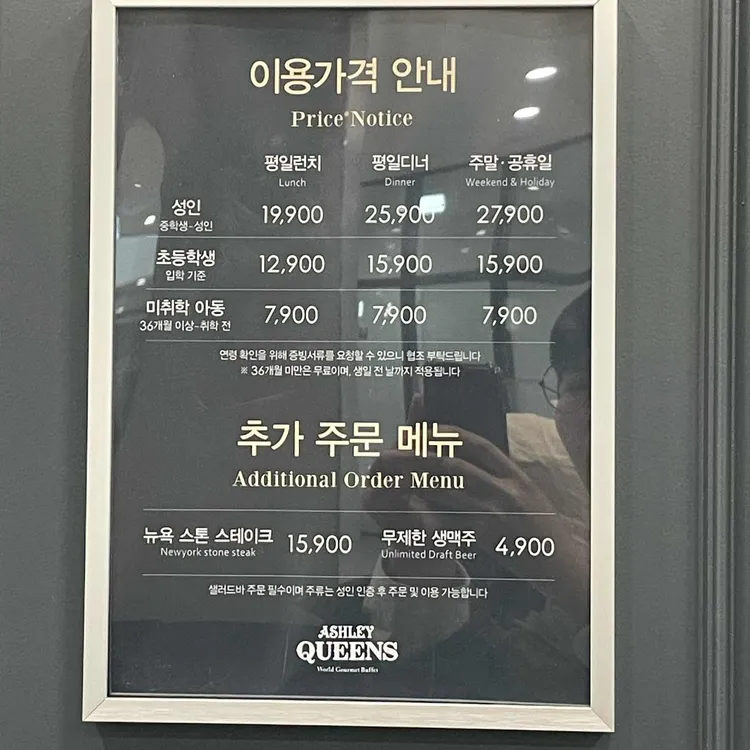 이용가격 안내
Price Notice
평일런치 평일디너 주말·공휴일
Lunch Dinner Weekend & Holiday
성인 19,900 25,900 27,900
중학생~성인
초등학생 12,900 15,900 15,900
입학 기준
미취학 아동 7,900 7,900 7,900
36개월 이상~취학 전
연령 확인을 위해 증빙서류를 요청할 수 있으니 협조 부탁드립니다
※ 36개월 미만은 무료이며, 생일 전 날까지 적용됩니다
추가 주문 메뉴
Additional Order Menu
뉴욕 스톤 스테이크 15,900 무제한 생맥주 4,900
Newyork stone steak Unlimited Draft Beer
샐러드바 주문 필수이며 주류는 성인 인증 후 주문 및 이용 가능합니다
ASHLEY
QUEENS
World Gourmet Buffet